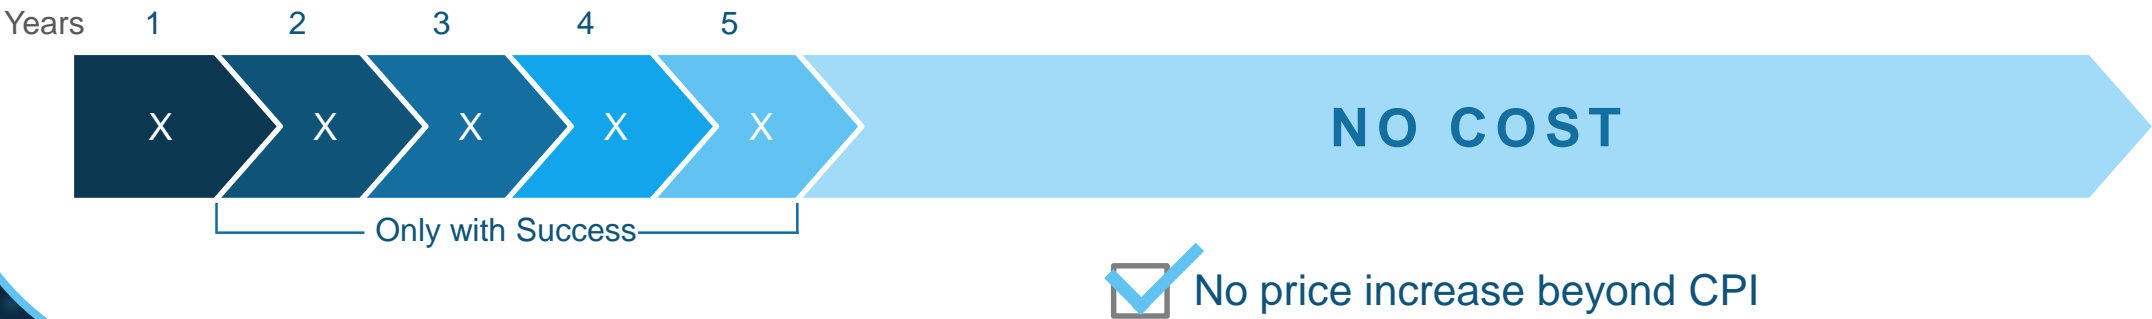 Years 1 2 3 4 5
X X X X X NO COST
Only with Success
No price increase beyond CPI